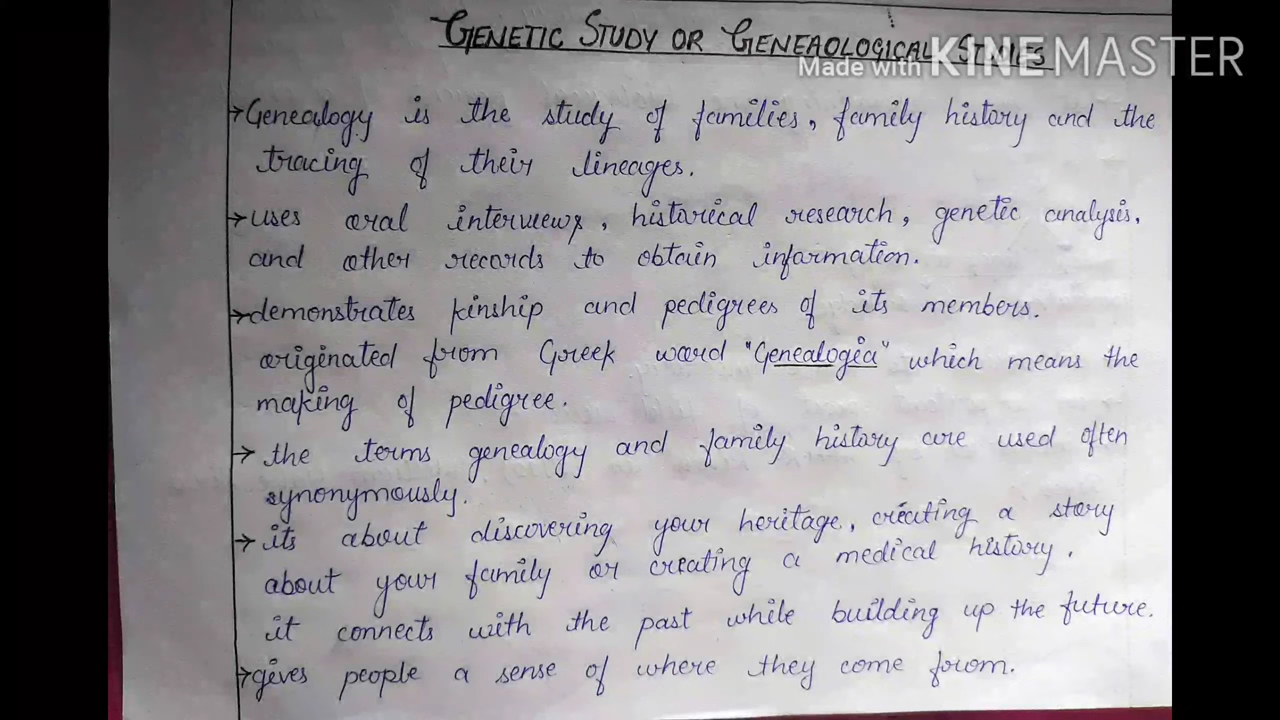 GENETIC STUDY OR GENEAOLOGICAL STUDIES
Made with KINEMASTER
→Genealogy is the study of families, family history and the
tracing of their lineages.
→uses oral interviews, historical research, genetic analysis,
and other records to obtain information.
→demonstrates kinship and pedigrees of its members.
originated from Greek word "Genealogia" which means the
making of pedigree.
→ the terms genealogy and family history are used often
synonymously.
→ its about discovering your heritage, creating a story
about your family or creating a medical history.
it connects with the past while building up the future.
→gives people a sense of where they come from.